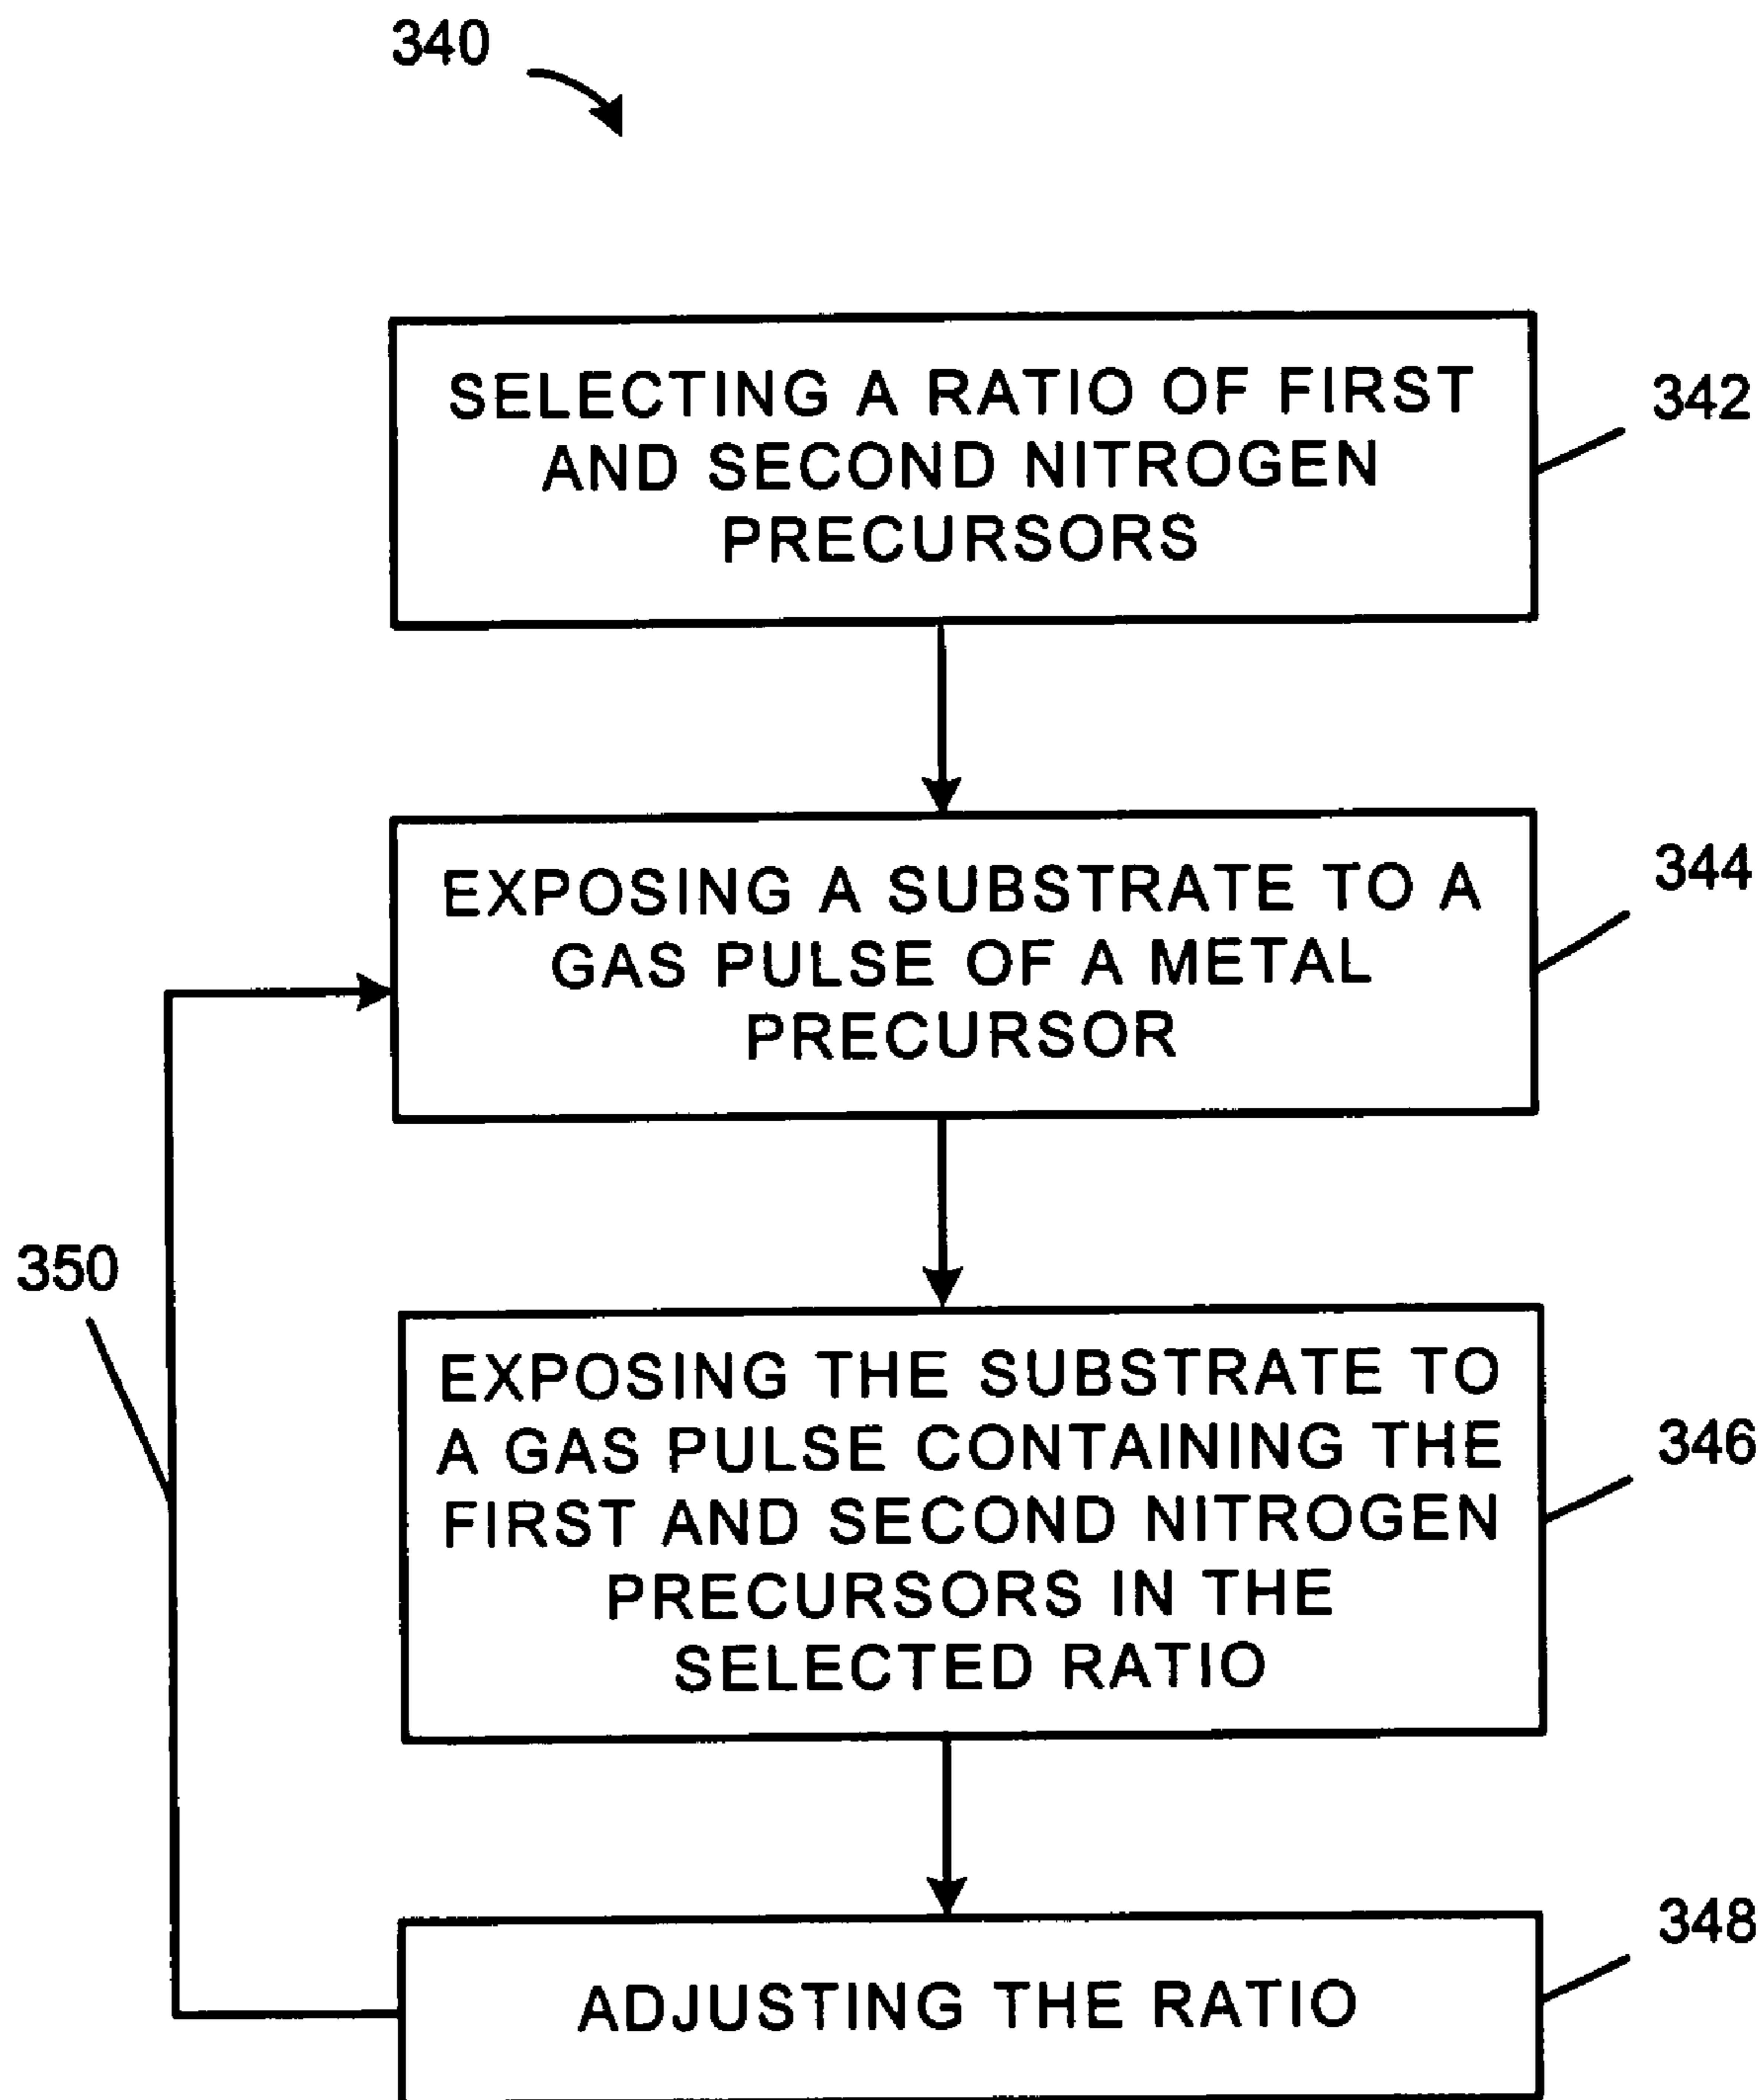 340
SELECTING A RATIO OF FIRST
AND SECOND NITROGEN
PRECURSORS
342
EXPOSING A SUBSTRATE TO A
GAS PULSE OF A METAL
PRECURSOR
344
350
EXPOSING THE SUBSTRATE TO
A GAS PULSE CONTAINING THE
FIRST AND SECOND NITROGEN
PRECURSORS IN THE
SELECTED RATIO
346
ADJUSTING THE RATIO
348